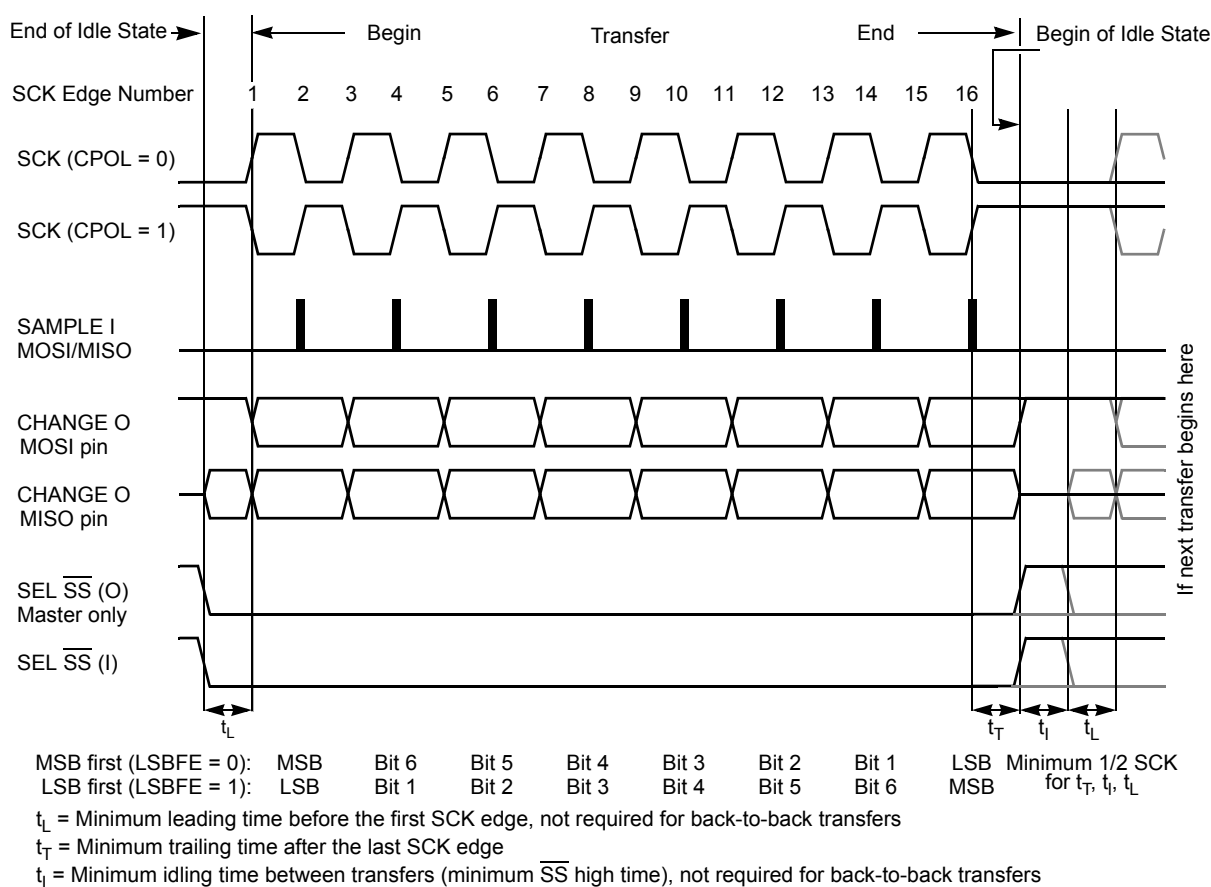 End of Idle State Begin Transfer End Begin of Idle State
SCK Edge Number 1 2 3 4 5 6 7 8 9 10 11 12 13 14 15 16
SCK (CPOL = 0)
SCK (CPOL = 1)
SAMPLE I
MOSI/MISO
CHANGE O
MOSI pin
CHANGE O
MISO pin
SEL S̅S̅ (O)
Master only
SEL S̅S̅ (I)
If next transfer begins here
tL tT tI tL
MSB first (LSBFE = 0): MSB Bit 6 Bit 5 Bit 4 Bit 3 Bit 2 Bit 1 LSB Minimum 1/2 SCK
LSB first (LSBFE = 1): LSB Bit 1 Bit 2 Bit 3 Bit 4 Bit 5 Bit 6 MSB for tT, tI, tL
tL = Minimum leading time before the first SCK edge, not required for back-to-back transfers
tT = Minimum trailing time after the last SCK edge
tI = Minimum idling time between transfers (minimum S̅S̅ high time), not required for back-to-back transfers